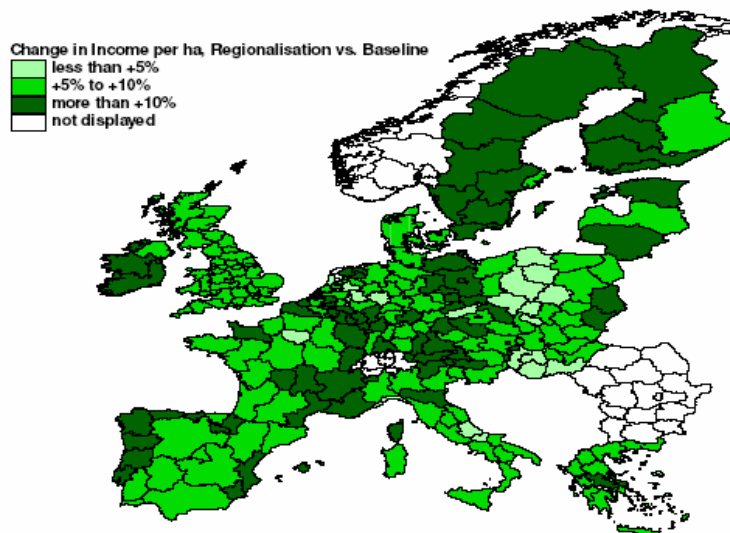 Change in Income per ha, Regionalisation vs. Baseline
less than +5%
+5% to +10%
more than +10%
not displayed